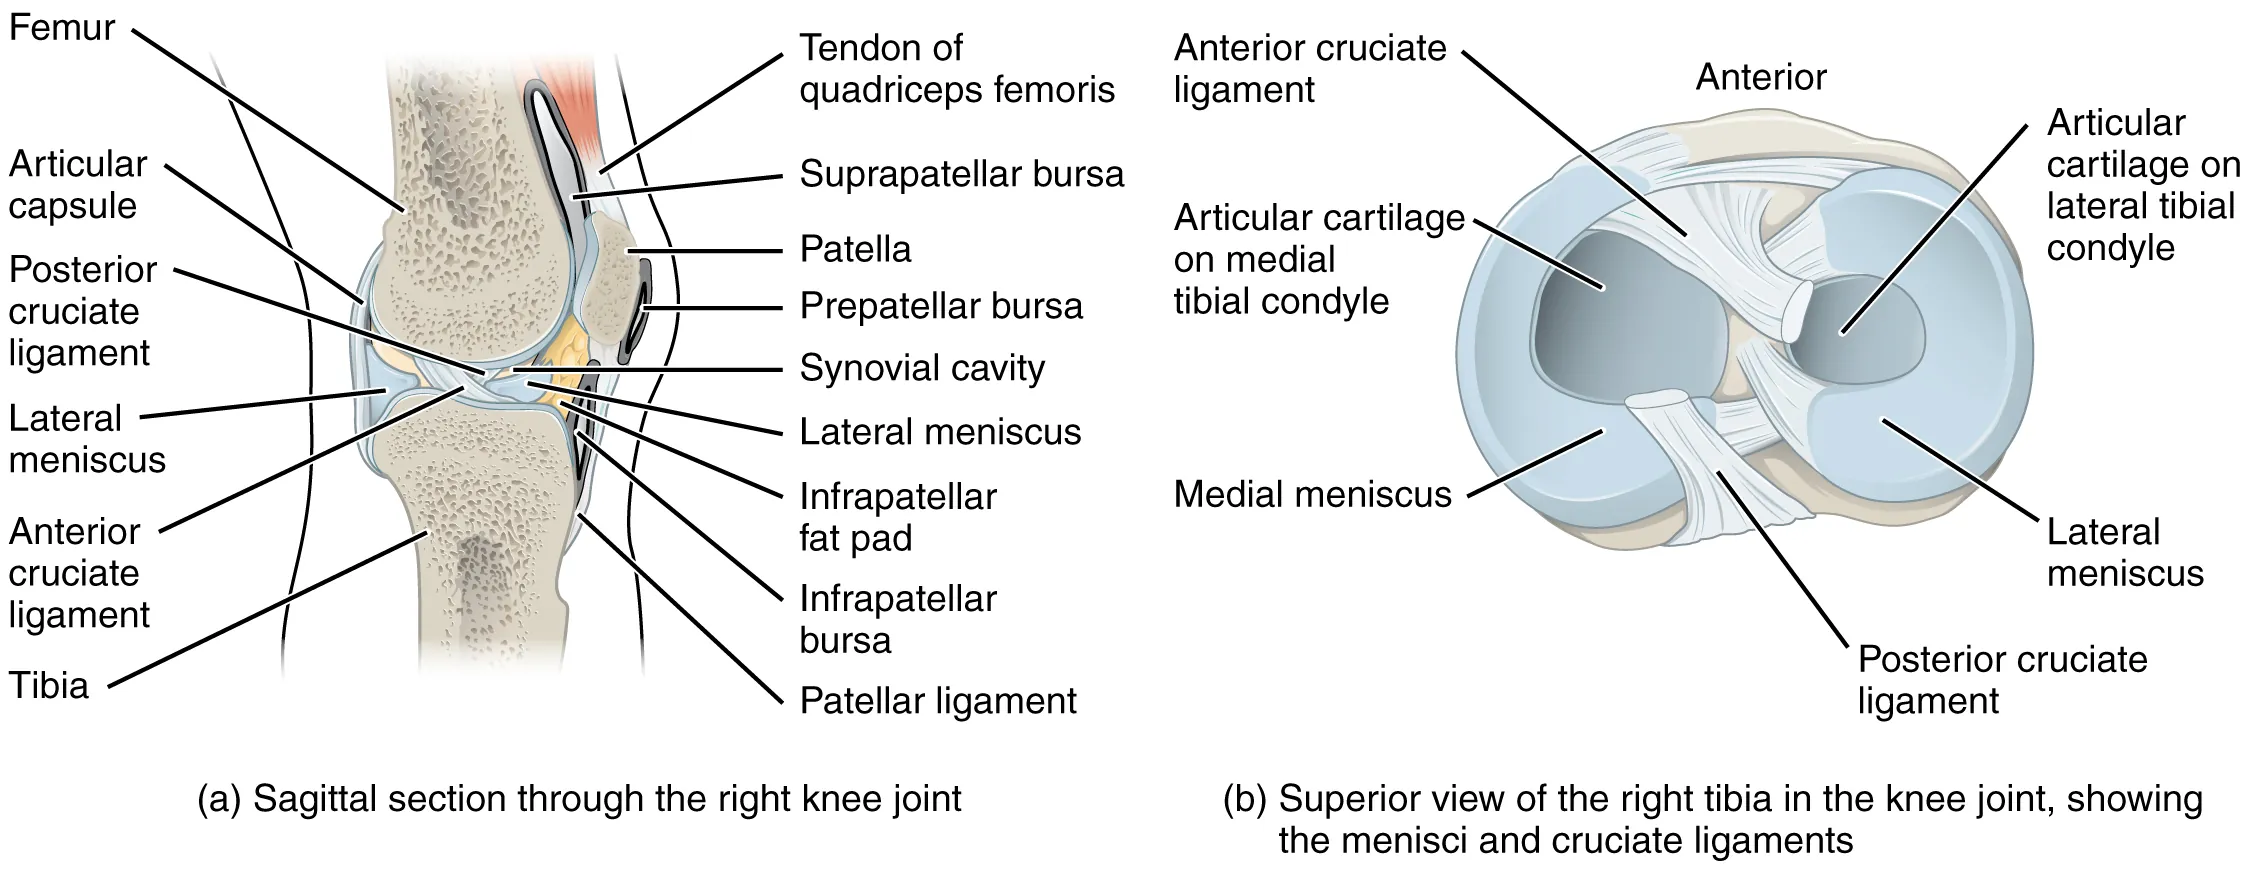 Femur
Articular
capsule
Posterior
cruciate
ligament
Lateral
meniscus
Anterior
cruciate
ligament
Tibia
Tendon of
quadriceps femoris
Suprapatellar bursa
Patella
Prepatellar bursa
Synovial cavity
Lateral meniscus
Infrapatellar
fat pad
Infrapatellar
bursa
Patellar ligament
(a) Sagittal section through the right knee joint
Anterior cruciate
ligament
Anterior
Articular cartilage
on medial
tibial condyle
Articular
cartilage on
lateral tibial
condyle
Medial meniscus
Lateral
meniscus
Posterior cruciate
ligament
(b) Superior view of the right tibia in the knee joint, showing
the menisci and cruciate ligaments